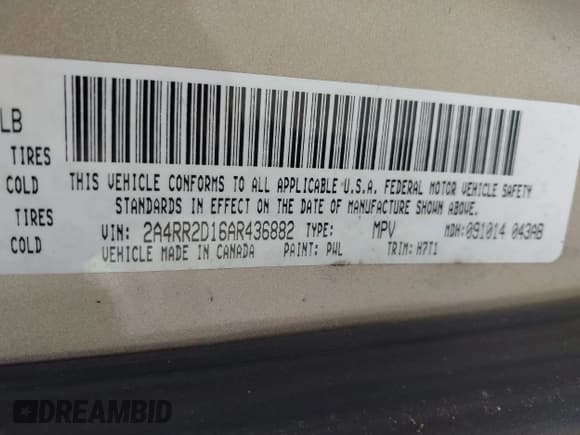 LB
TIRES
COLD
TIRES
COLD
THIS VEHICLE CONFORMS TO ALL APPLICABLE U.S.A. FEDERAL MOTOR VEHICLE SAFETY
STANDARDS IN EFFECT ON THE DATE OF MANUFACTURE SHOWN ABOVE.
VIN: 2A4RR2D16AR436882 TYPE: MPV MDH: 091014 043AB
VEHICLE MADE IN CANADA PAINT: PWL TRIM: H7T1
DREAMBID